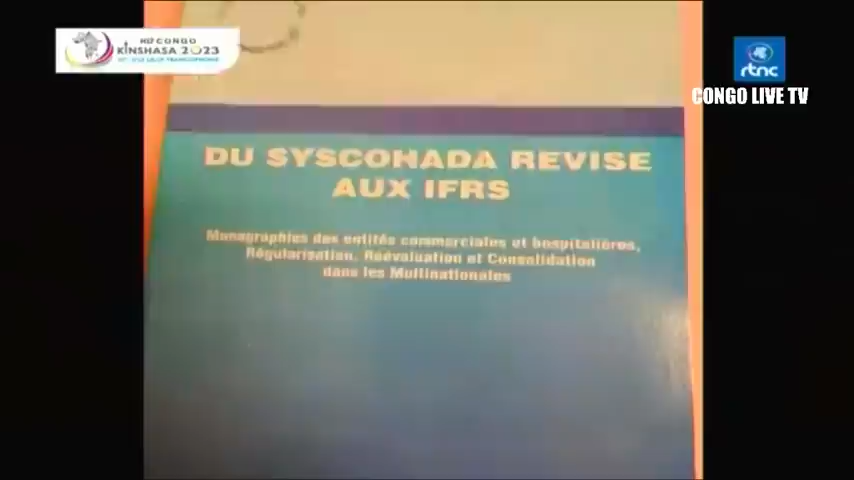 KINSHASA 2023
rtnc
CONGO LIVE TV
DU SYSCOHADA REVISE
AUX IFRS
Monographies des entités commerciales et hospitalières,
Régularisation, Réévaluation et Consolidation
dans les Multinationales